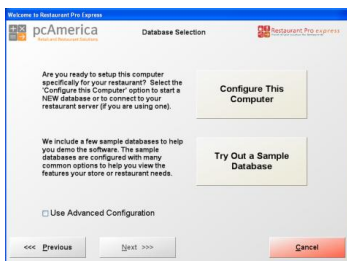 Welcome to Restaurant Pro Express
pcAmerica
Retail and Restaurant Solutions
Database Selection
Restaurant Pro express
Are you ready to setup this computer
specifically for your restaurant? Select the
'Configure this Computer' option to start a
NEW database or to connect to your
restaurant server (if you are using one).
Configure This
Computer
We include a few sample databases to help
you demo the software. The sample
databases are configured with many
common options to help you view the
features your store or restaurant needs.
Try Out a Sample
Database
Use Advanced Configuration
<<< Previous
Next >>>
Cancel